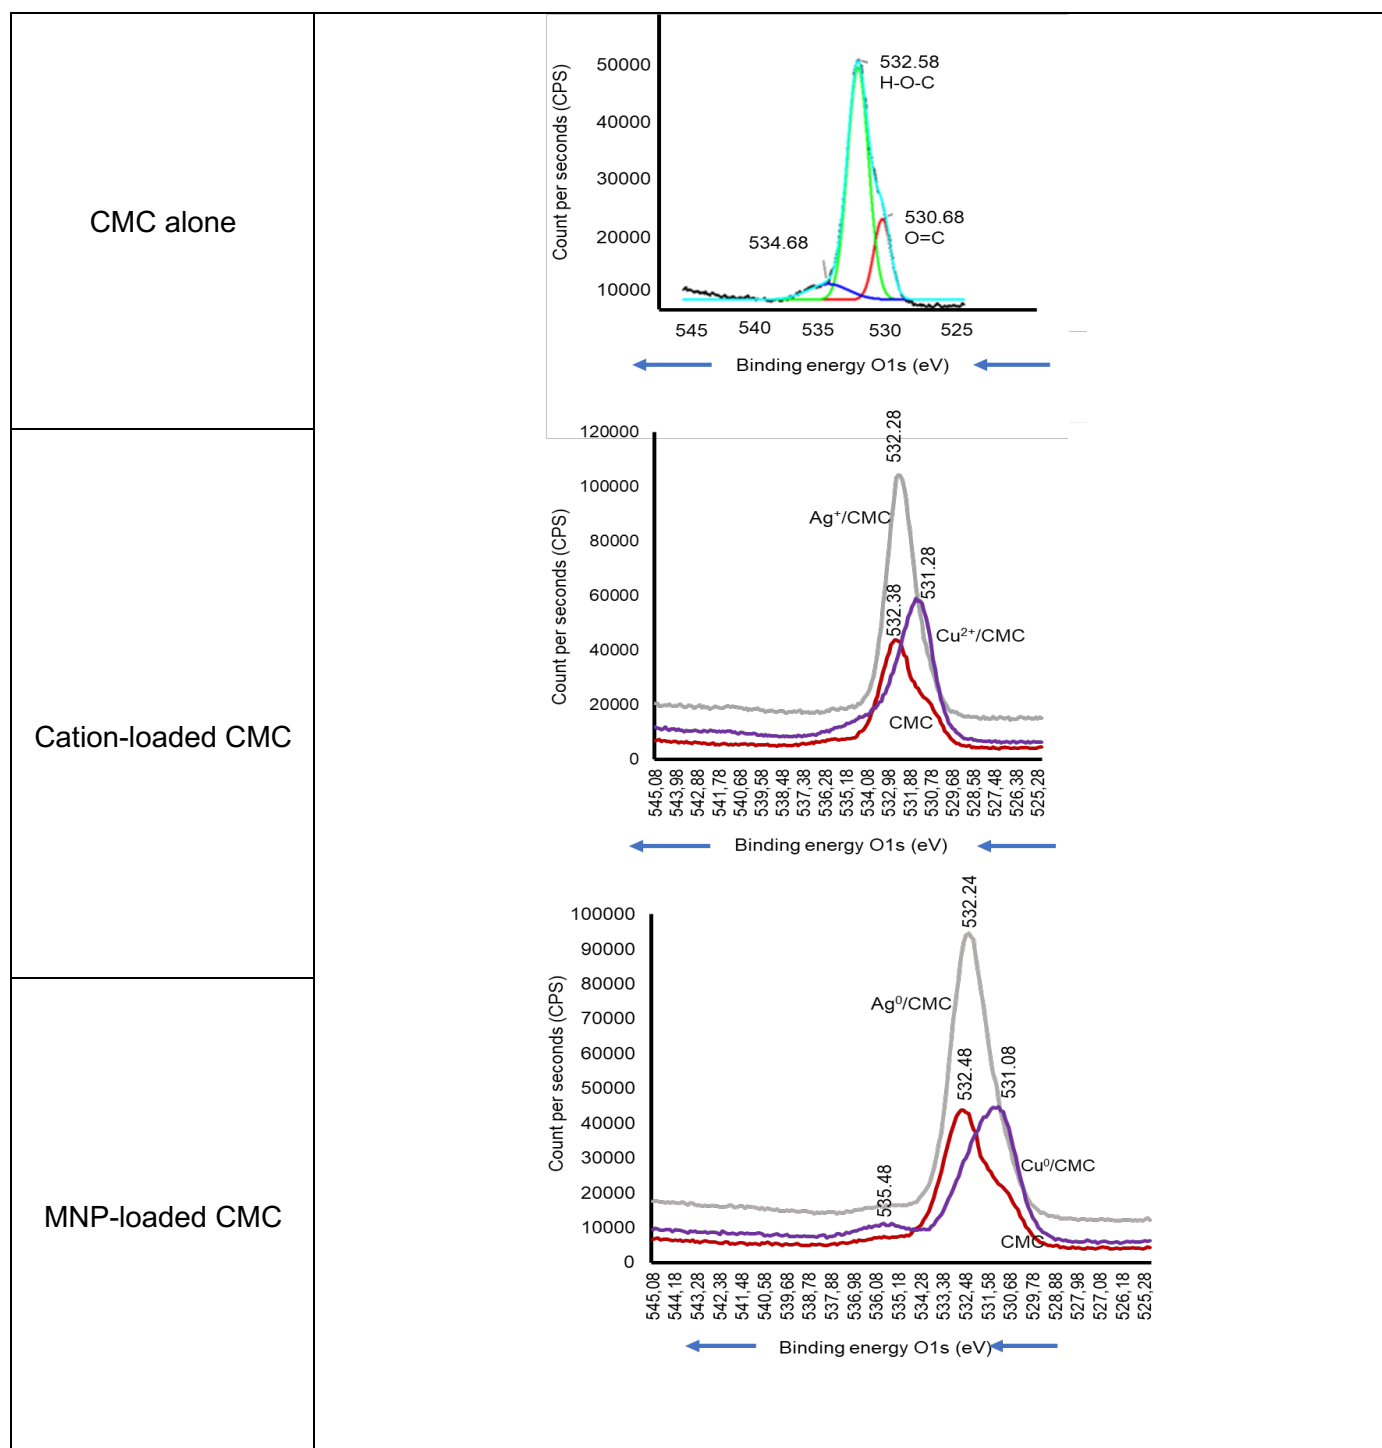 CMC alone
Count per seconds (CPS)
50000
40000
30000
20000
10000
532.58
H-O-C
530.68
O=C
534.68
545 540 535 530 525
Binding energy O1s (eV)
Cation-loaded CMC
Count per seconds (CPS)
120000
100000
80000
60000
40000
20000
0
532.28
Ag⁺/CMC
531.28
532.38
Cu²⁺/CMC
CMC
545,08 543,98 542,88 541,78 540,68 539,58 538,48 537,38 536,28 535,18 534,08 532,98 531,88 530,78 529,68 528,58 527,48 526,38 525,28
Binding energy O1s (eV)
MNP-loaded CMC
Count per seconds (CPS)
100000
90000
80000
70000
60000
50000
40000
30000
20000
10000
0
532.24
Ag⁰/CMC
532.48
531.08
Cu⁰/CMC
535.48
CMC
545,08 544,18 543,28 542,38 541,48 540,58 539,68 538,78 537,88 536,98 536,08 535,18 534,28 533,38 532,48 531,58 530,68 529,78 528,88 527,98 527,08 526,18 525,28
Binding energy O1s (eV)